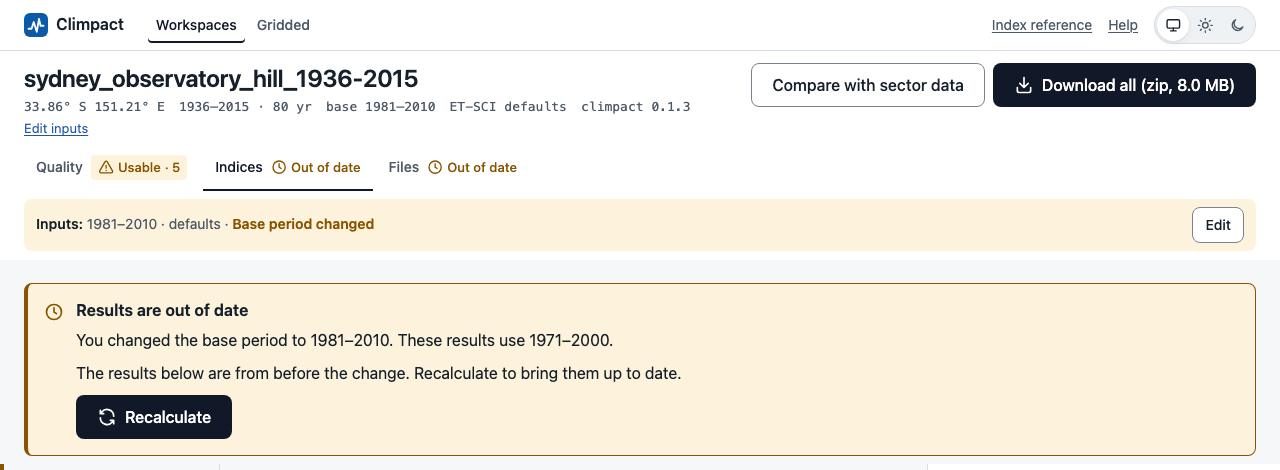 Climpact
Workspaces
Gridded
Index reference
Help
sydney_observatory_hill_1936-2015
33.86° S 151.21° E 1936–2015 · 80 yr base 1981–2010 ET-SCI defaults climpact 0.1.3
Edit inputs
Compare with sector data
Download all (zip, 8.0 MB)
Quality
Usable · 5
Indices
Out of date
Files
Out of date
Inputs: 1981–2010 · defaults · Base period changed
Edit
Results are out of date
You changed the base period to 1981–2010. These results use 1971–2000.
The results below are from before the change. Recalculate to bring them up to date.
Recalculate